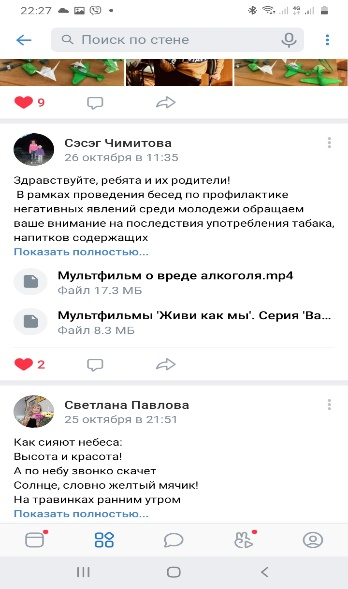 22:27
Поиск по стене
9
Сэсэг Чимитова
26 октября в 11:35
Здравствуйте, ребята и их родители!
В рамках проведения бесед по профилактике
негативных явлений среди молодежи обращаем
ваше внимание на последствия употребления табака,
напитков содержащих
Показать полностью...
Мультфильм о вреде алкоголя.mp4
Файл 17.3 МБ
Мультфильмы 'Живи как мы'. Серия 'Ва...
Файл 8.3 МБ
2
Светлана Павлова
25 октября в 21:51
Как сияют небеса:
Высота и красота!
А по небу звонко скачет
Солнце, словно желтый мячик!
На травинках ранним утром
Показать полностью...